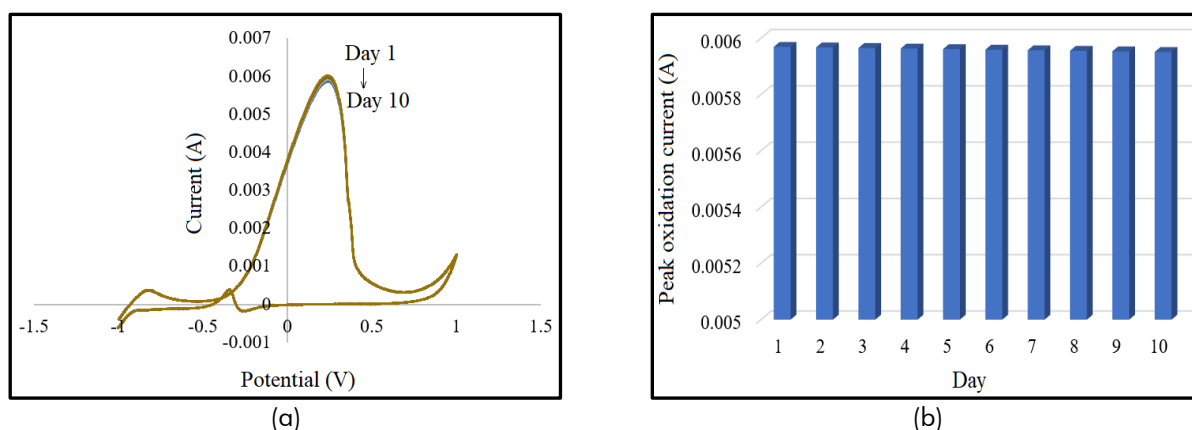 0.007
0.006
0.005
0.004
0.003
0.002
0.001
0
-0.001
-1.5
-1
-0.5
0
0.5
1
1.5
Current (A)
Potential (V)
Day 1
Day 10
(a)
0.006
0.0058
0.0056
0.0054
0.0052
0.005
Peak oxidation current (A)
1 2 3 4 5 6 7 8 9 10
Day
(b)